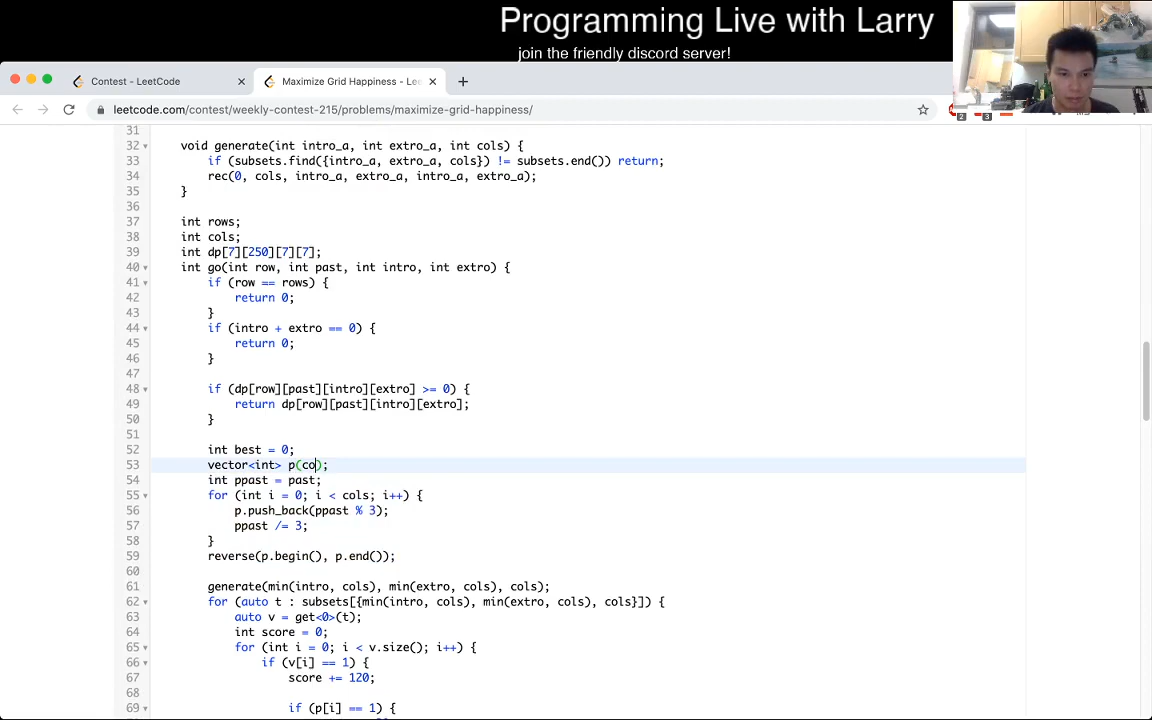 Programming Live with Larry
join the friendly discord server!
Contest - LeetCode
Maximize Grid Happiness - Lee
leetcode.com/contest/weekly-contest-215/problems/maximize-grid-happiness/
2
3
31
32 void generate(int intro_a, int extro_a, int cols) {
33 if (subsets.find({intro_a, extro_a, cols}) != subsets.end()) return;
34 rec(0, cols, intro_a, extro_a, intro_a, extro_a);
35 }
36
37 int rows;
38 int cols;
39 int dp[7][250][7][7];
40 int go(int row, int past, int intro, int extro) {
41 if (row == rows) {
42 return 0;
43 }
44 if (intro + extro == 0) {
45 return 0;
46 }
47
48 if (dp[row][past][intro][extro] >= 0) {
49 return dp[row][past][intro][extro];
50 }
51
52 int best = 0;
53 vector<int> p(co);
54 int ppast = past;
55 for (int i = 0; i < cols; i++) {
56 p.push_back(ppast % 3);
57 ppast /= 3;
58 }
59 reverse(p.begin(), p.end());
60
61 generate(min(intro, cols), min(extro, cols), cols);
62 for (auto t : subsets[{min(intro, cols), min(extro, cols), cols}]) {
63 auto v = get<0>(t);
64 int score = 0;
65 for (int i = 0; i < v.size(); i++) {
66 if (v[i] == 1) {
67 score += 120;
68
69 if (p[i] == 1) {